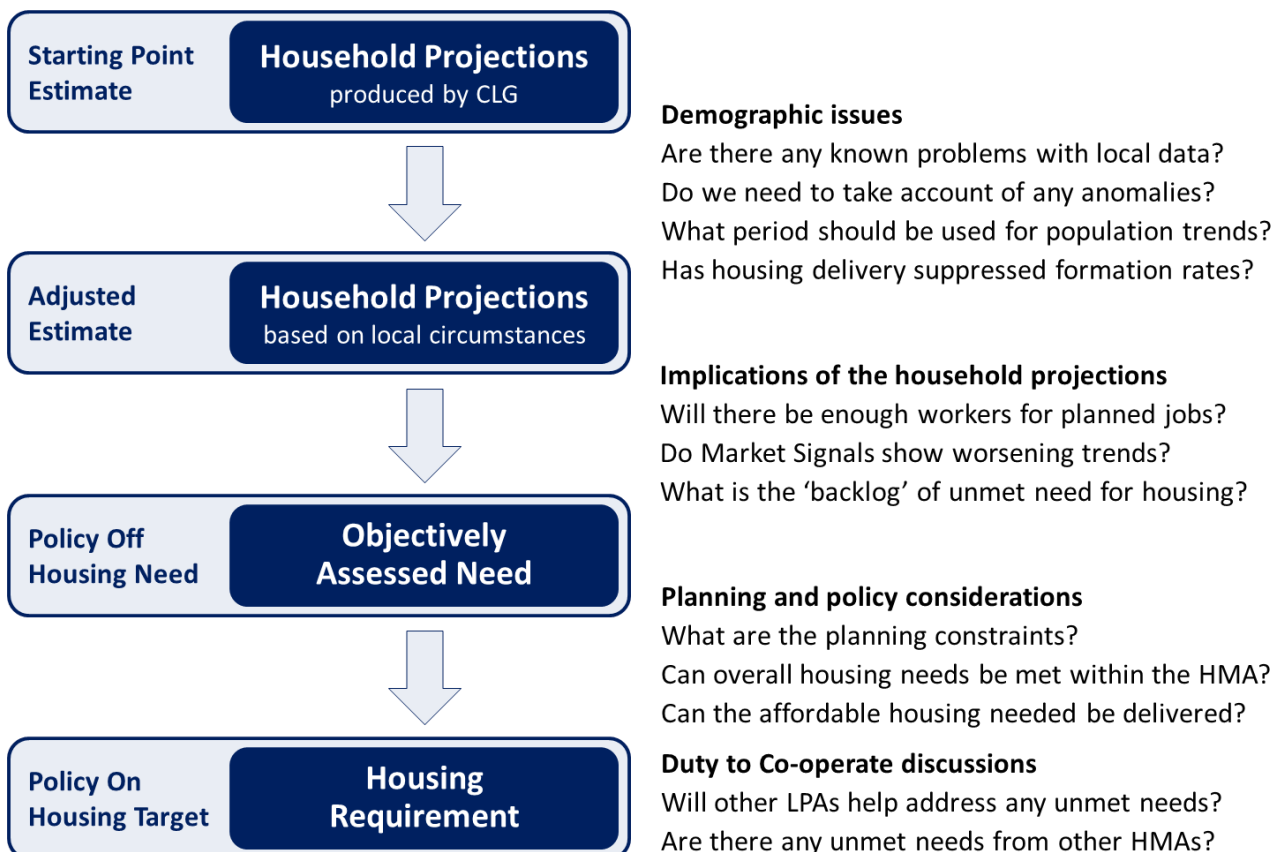 Starting Point
Estimate
Household Projections
produced by CLG
Demographic issues
Are there any known problems with local data?
Do we need to take account of any anomalies?
What period should be used for population trends?
Has housing delivery suppressed formation rates?
Adjusted
Estimate
Household Projections
based on local circumstances
Implications of the household projections
Will there be enough workers for planned jobs?
Do Market Signals show worsening trends?
What is the ‘backlog’ of unmet need for housing?
Policy Off
Housing Need
Objectively
Assessed Need
Planning and policy considerations
What are the planning constraints?
Can overall housing needs be met within the HMA?
Can the affordable housing needed be delivered?
Policy On
Housing Target
Housing
Requirement
Duty to Co-operate discussions
Will other LPAs help address any unmet needs?
Are there any unmet needs from other HMAs?